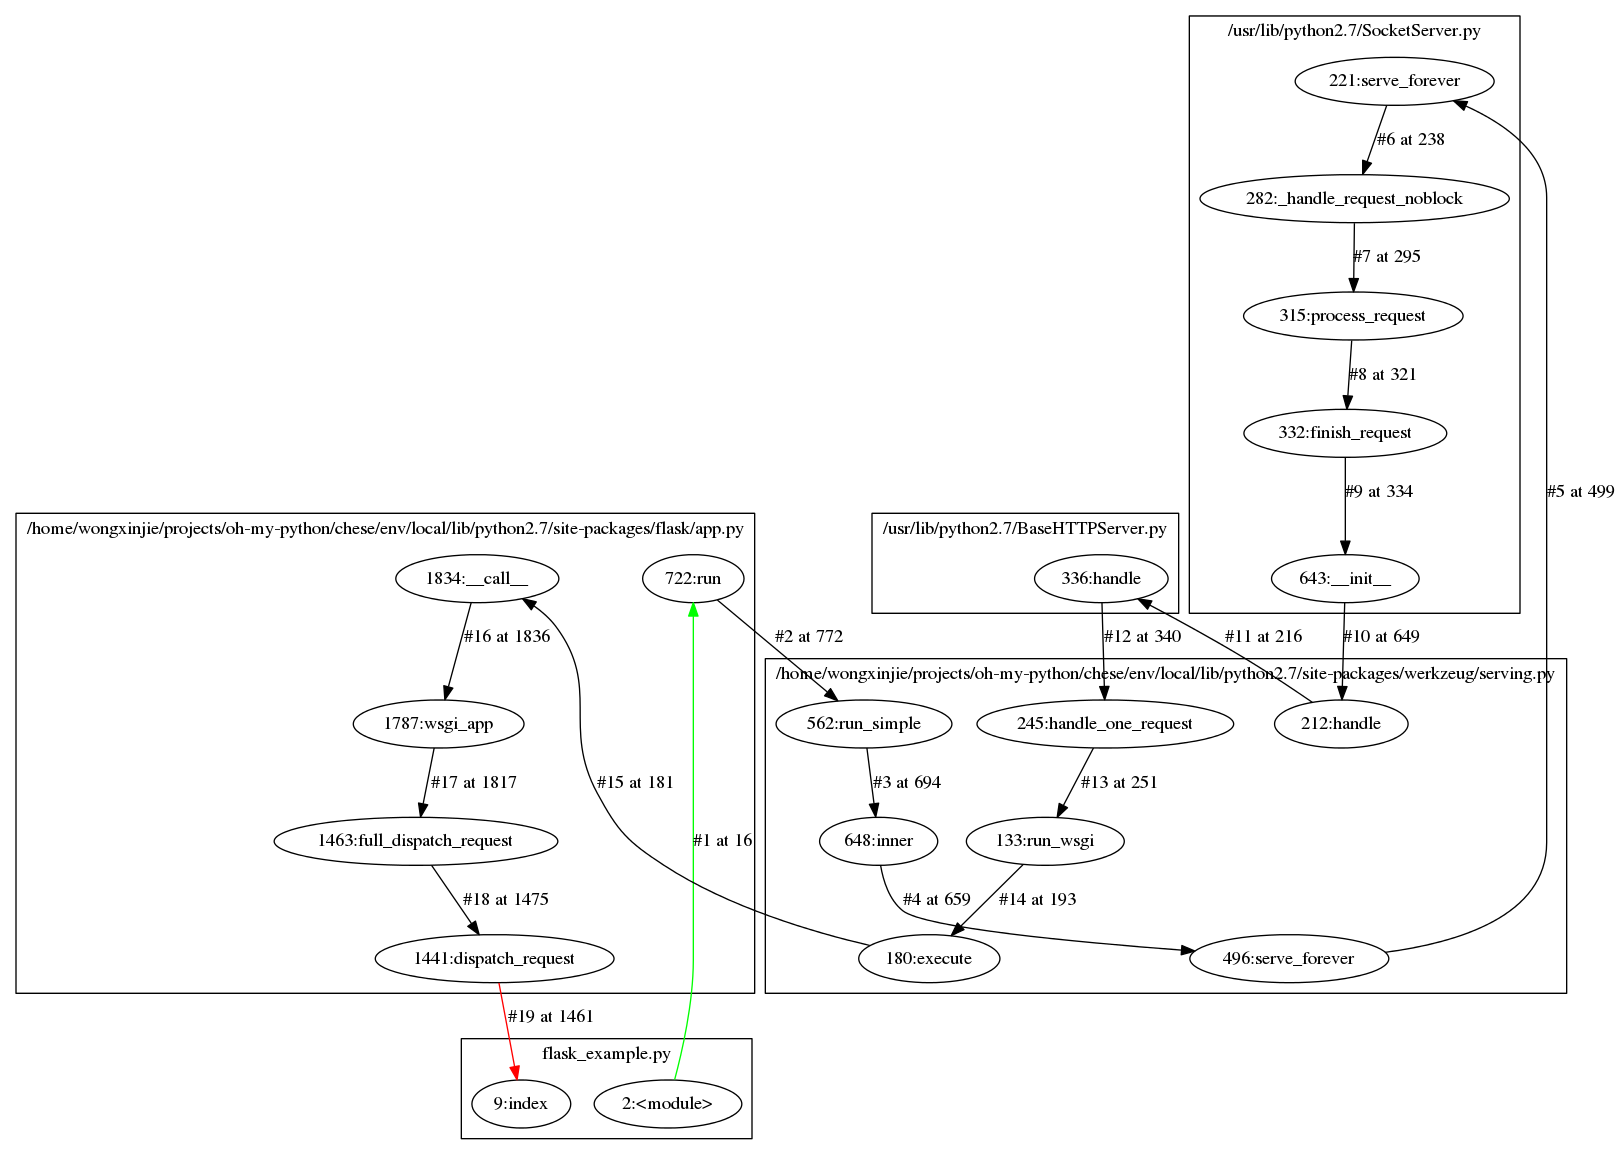 /usr/lib/python2.7/SocketServer.py
221:serve_forever
#6 at 238
282:_handle_request_noblock
#7 at 295
315:process_request
#8 at 321
332:finish_request
#9 at 334
#5 at 499
/home/wongxinjie/projects/oh-my-python/chese/env/local/lib/python2.7/site-packages/flask/app.py
/usr/lib/python2.7/BaseHTTPServer.py
1834:__call__
722:run
336:handle
643:__init__
#16 at 1836
#2 at 772
#12 at 340
#11 at 216
#10 at 649
/home/wongxinjie/projects/oh-my-python/chese/env/local/lib/python2.7/site-packages/werkzeug/serving.py
1787:wsgi_app
562:run_simple
245:handle_one_request
212:handle
#17 at 1817
#15 at 181
#3 at 694
#13 at 251
1463:full_dispatch_request
#1 at 16
648:inner
133:run_wsgi
#18 at 1475
#4 at 659
#14 at 193
1441:dispatch_request
180:execute
496:serve_forever
#19 at 1461
flask_example.py
9:index
2:<module>